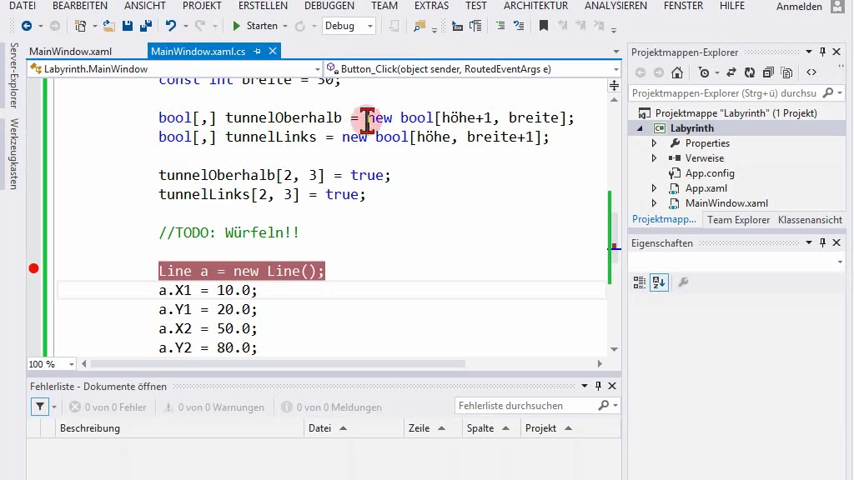 DATEI
BEARBEITEN
ANSICHT
PROJEKT
ERSTELLEN
DEBUGGEN
TEAM
EXTRAS
TEST
ARCHITEKTUR
ANALYSIEREN
FENSTER
Anmelden
Starten
Debug
MainWindow.xaml
MainWindow.xaml.cs
Labyrinth.MainWindow
Button_Click(object sender, RoutedEventArgs e)
Server-Explorer
Werkzeugkasten
const int breite = 30;
bool[,] tunnelOberhalb = new bool[höhe+1, breite];
bool[,] tunnelLinks = new bool[höhe, breite+1];
tunnelOberhalb[2, 3] = true;
tunnelLinks[2, 3] = true;
//TODO: Würfeln!!
Line a = new Line();
a.X1 = 10.0;
a.Y1 = 20.0;
a.X2 = 50.0;
a.Y2 = 80.0;
100 %
Fehlerliste - Dokumente öffnen
0 von 0 Fehler
0 von 0 Warnungen
0 von 0 Meldungen
Fehlerliste durchsuchen
Beschreibung
Datei
Zeile
Spalte
Projekt
Projektmappen-Explorer
Projektmappen-Explorer (Strg+ü) durchsu
Projektmappe "Labyrinth" (1 Projekt)
Labyrinth
Properties
Verweise
App.config
App.xaml
MainWindow.xaml
Projektmapp...
Team Explorer
Klassenansicht
Eigenschaften